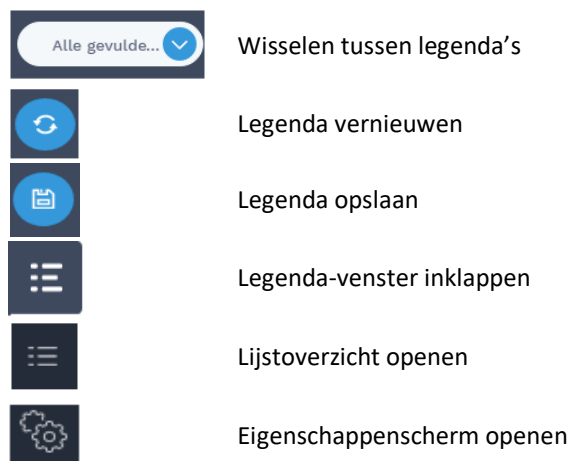 Alle gevulde... Wisselen tussen legenda’s
Legenda vernieuwen
Legenda opslaan
Legenda-venster inklappen
Lijstoverzicht openen
Eigenschappenscherm openen